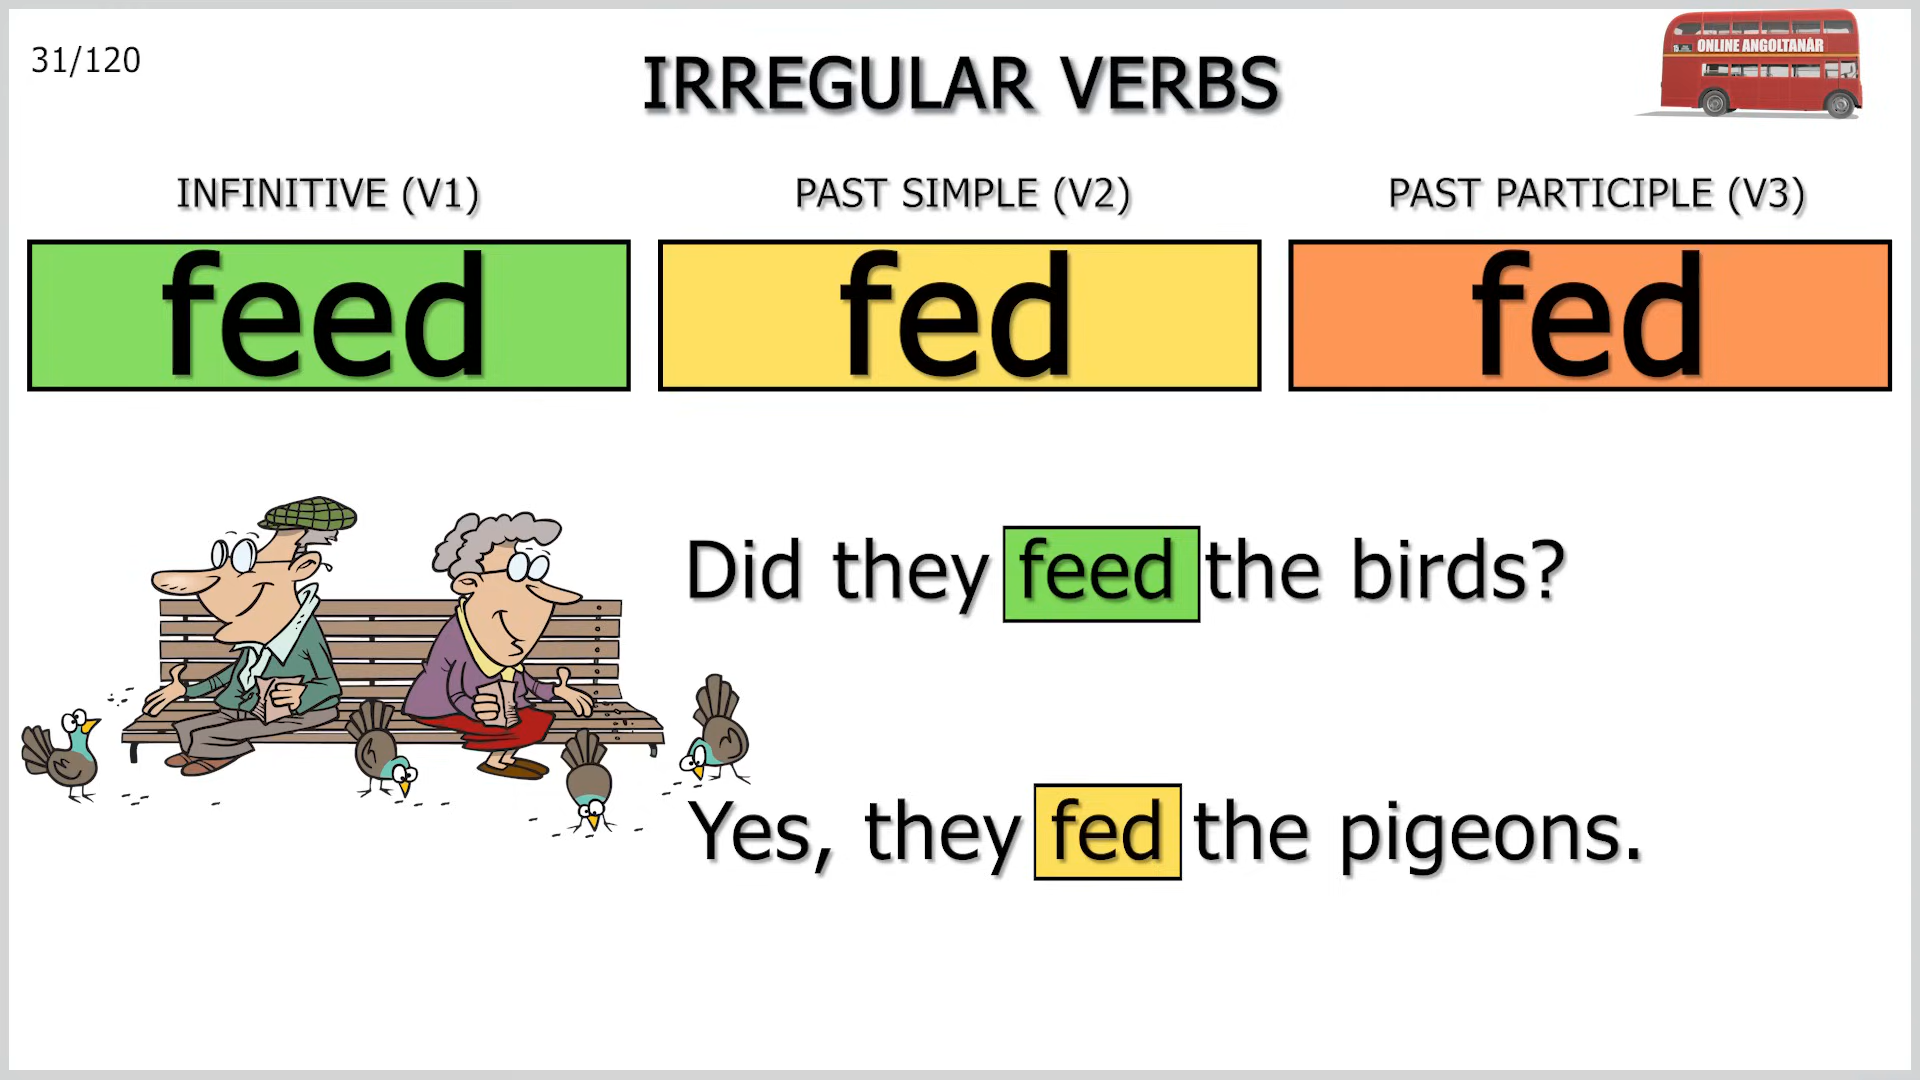 31/120
IRREGULAR VERBS
ONLINE ANGOLTANÁR
INFINITIVE (V1)
PAST SIMPLE (V2)
PAST PARTICIPLE (V3)
feed
fed
fed
Did they feed the birds?
Yes, they fed the pigeons.